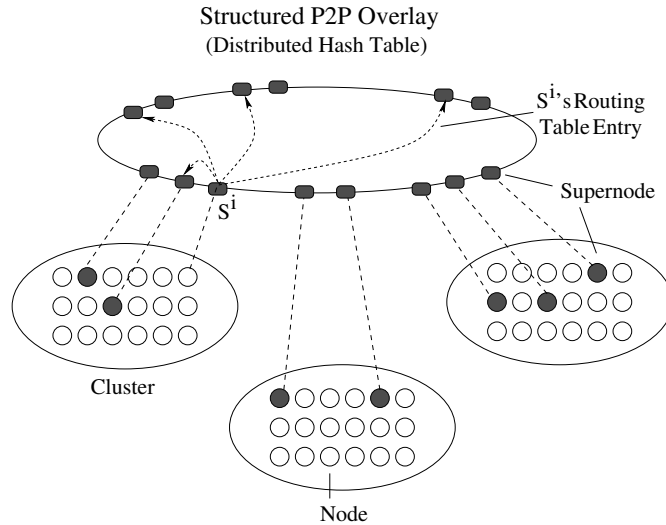 Structured P2P Overlay
(Distributed Hash Table)
S^i's Routing
Table Entry
S^i
Supernode
Cluster
Node